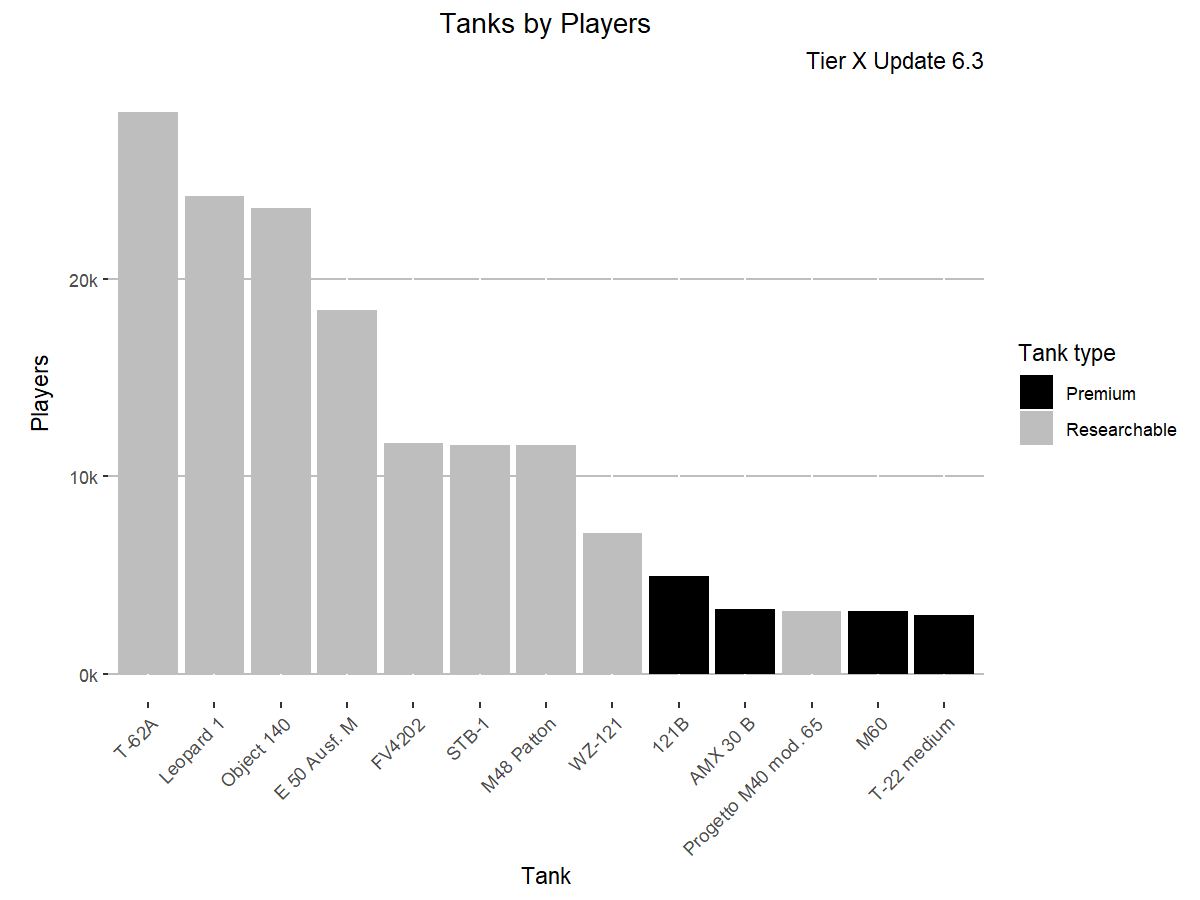 Tanks by Players
Tier X Update 6.3
Players
20k
10k
0k
T-62A
Leopard 1
Object 140
E 50 Ausf. M
FV4202
STB-1
M48 Patton
WZ-121
121B
AMX 30 B
Progetto M40 mod. 65
M60
T-22 medium
Tank
Tank type
Premium
Researchable